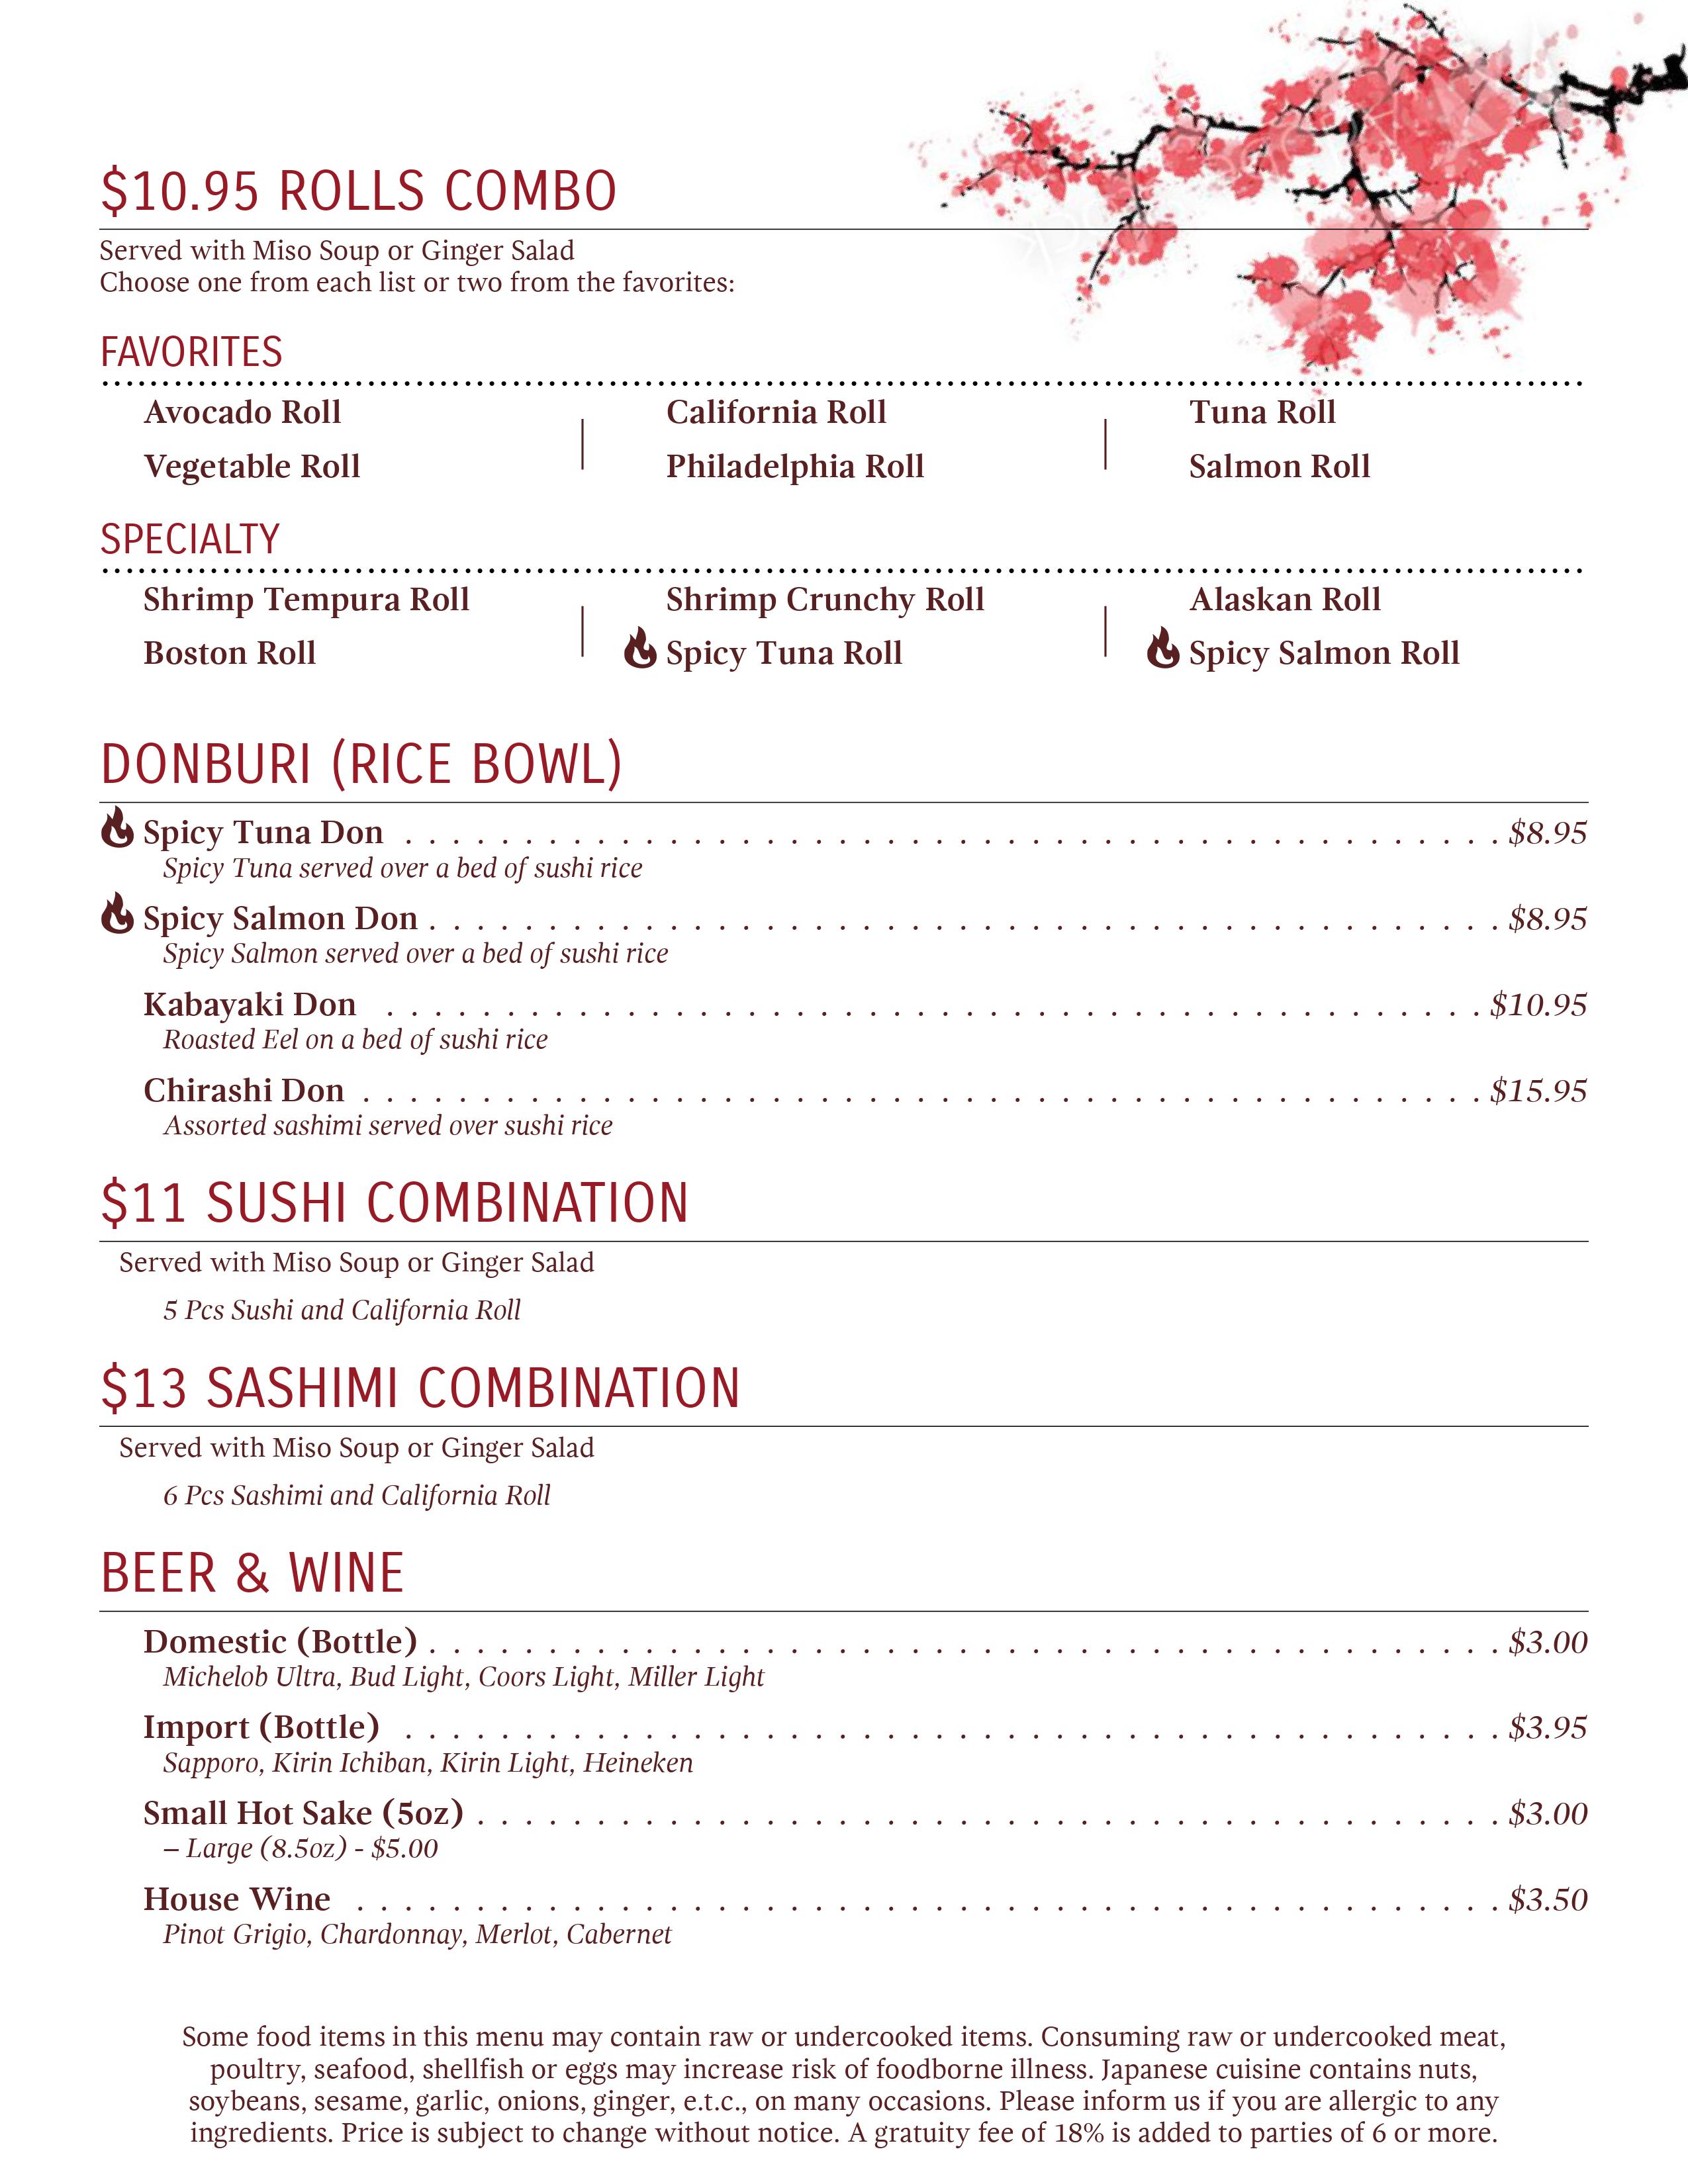 $10.95 ROLLS COMBO
Served with Miso Soup or Ginger Salad
Choose one from each list or two from the favorites:
FAVORITES
Avocado Roll California Roll Tuna Roll
Vegetable Roll Philadelphia Roll Salmon Roll
SPECIALTY
Shrimp Tempura Roll Shrimp Crunchy Roll Alaskan Roll
Boston Roll Spicy Tuna Roll Spicy Salmon Roll
DONBURI (RICE BOWL)
Spicy Tuna Don $8.95
Spicy Tuna served over a bed of sushi rice
Spicy Salmon Don $8.95
Spicy Salmon served over a bed of sushi rice
Kabayaki Don $10.95
Roasted Eel on a bed of sushi rice
Chirashi Don $15.95
Assorted sashimi served over sushi rice
$11 SUSHI COMBINATION
Served with Miso Soup or Ginger Salad
5 Pcs Sushi and California Roll
$13 SASHIMI COMBINATION
Served with Miso Soup or Ginger Salad
6 Pcs Sashimi and California Roll
BEER & WINE
Domestic (Bottle) $3.00
Michelob Ultra, Bud Light, Coors Light, Miller Light
Import (Bottle) $3.95
Sapporo, Kirin Ichiban, Kirin Light, Heineken
Small Hot Sake (5oz) $3.00
– Large (8.5oz) - $5.00
House Wine $3.50
Pinot Grigio, Chardonnay, Merlot, Cabernet
Some food items in this menu may contain raw or undercooked items. Consuming raw or undercooked meat,
poultry, seafood, shellfish or eggs may increase risk of foodborne illness. Japanese cuisine contains nuts,
soybeans, sesame, garlic, onions, ginger, e.t.c., on many occasions. Please inform us if you are allergic to any
ingredients. Price is subject to change without notice. A gratuity fee of 18% is added to parties of 6 or more.